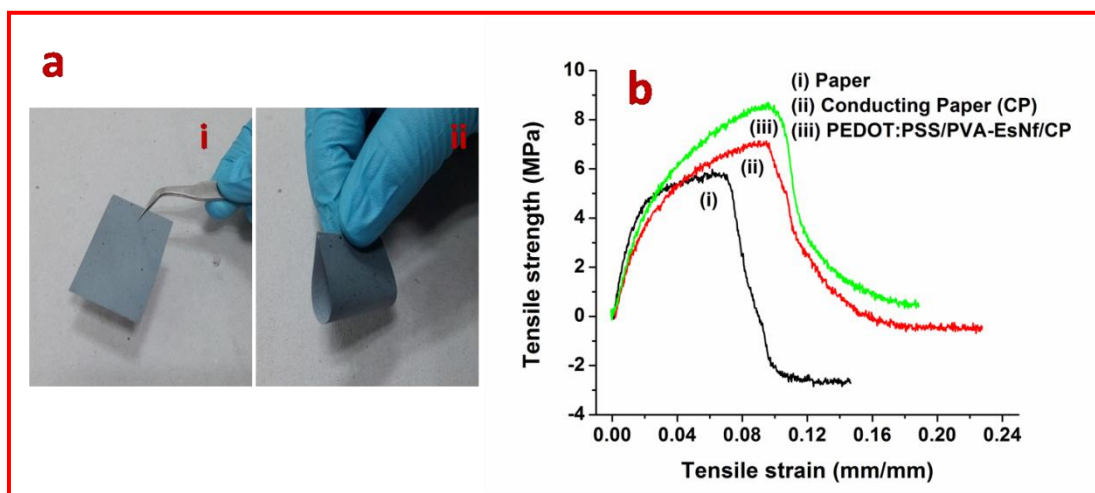 a
i
ii
b
(i) Paper
(ii) Conducting Paper (CP)
(iii) PEDOT:PSS/PVA-EsNf/CP
(iii)
(ii)
(i)
Tensile strength (MPa)
10
8
6
4
2
0
-2
-4
0.00 0.04 0.08 0.12 0.16 0.20 0.24
Tensile strain (mm/mm)